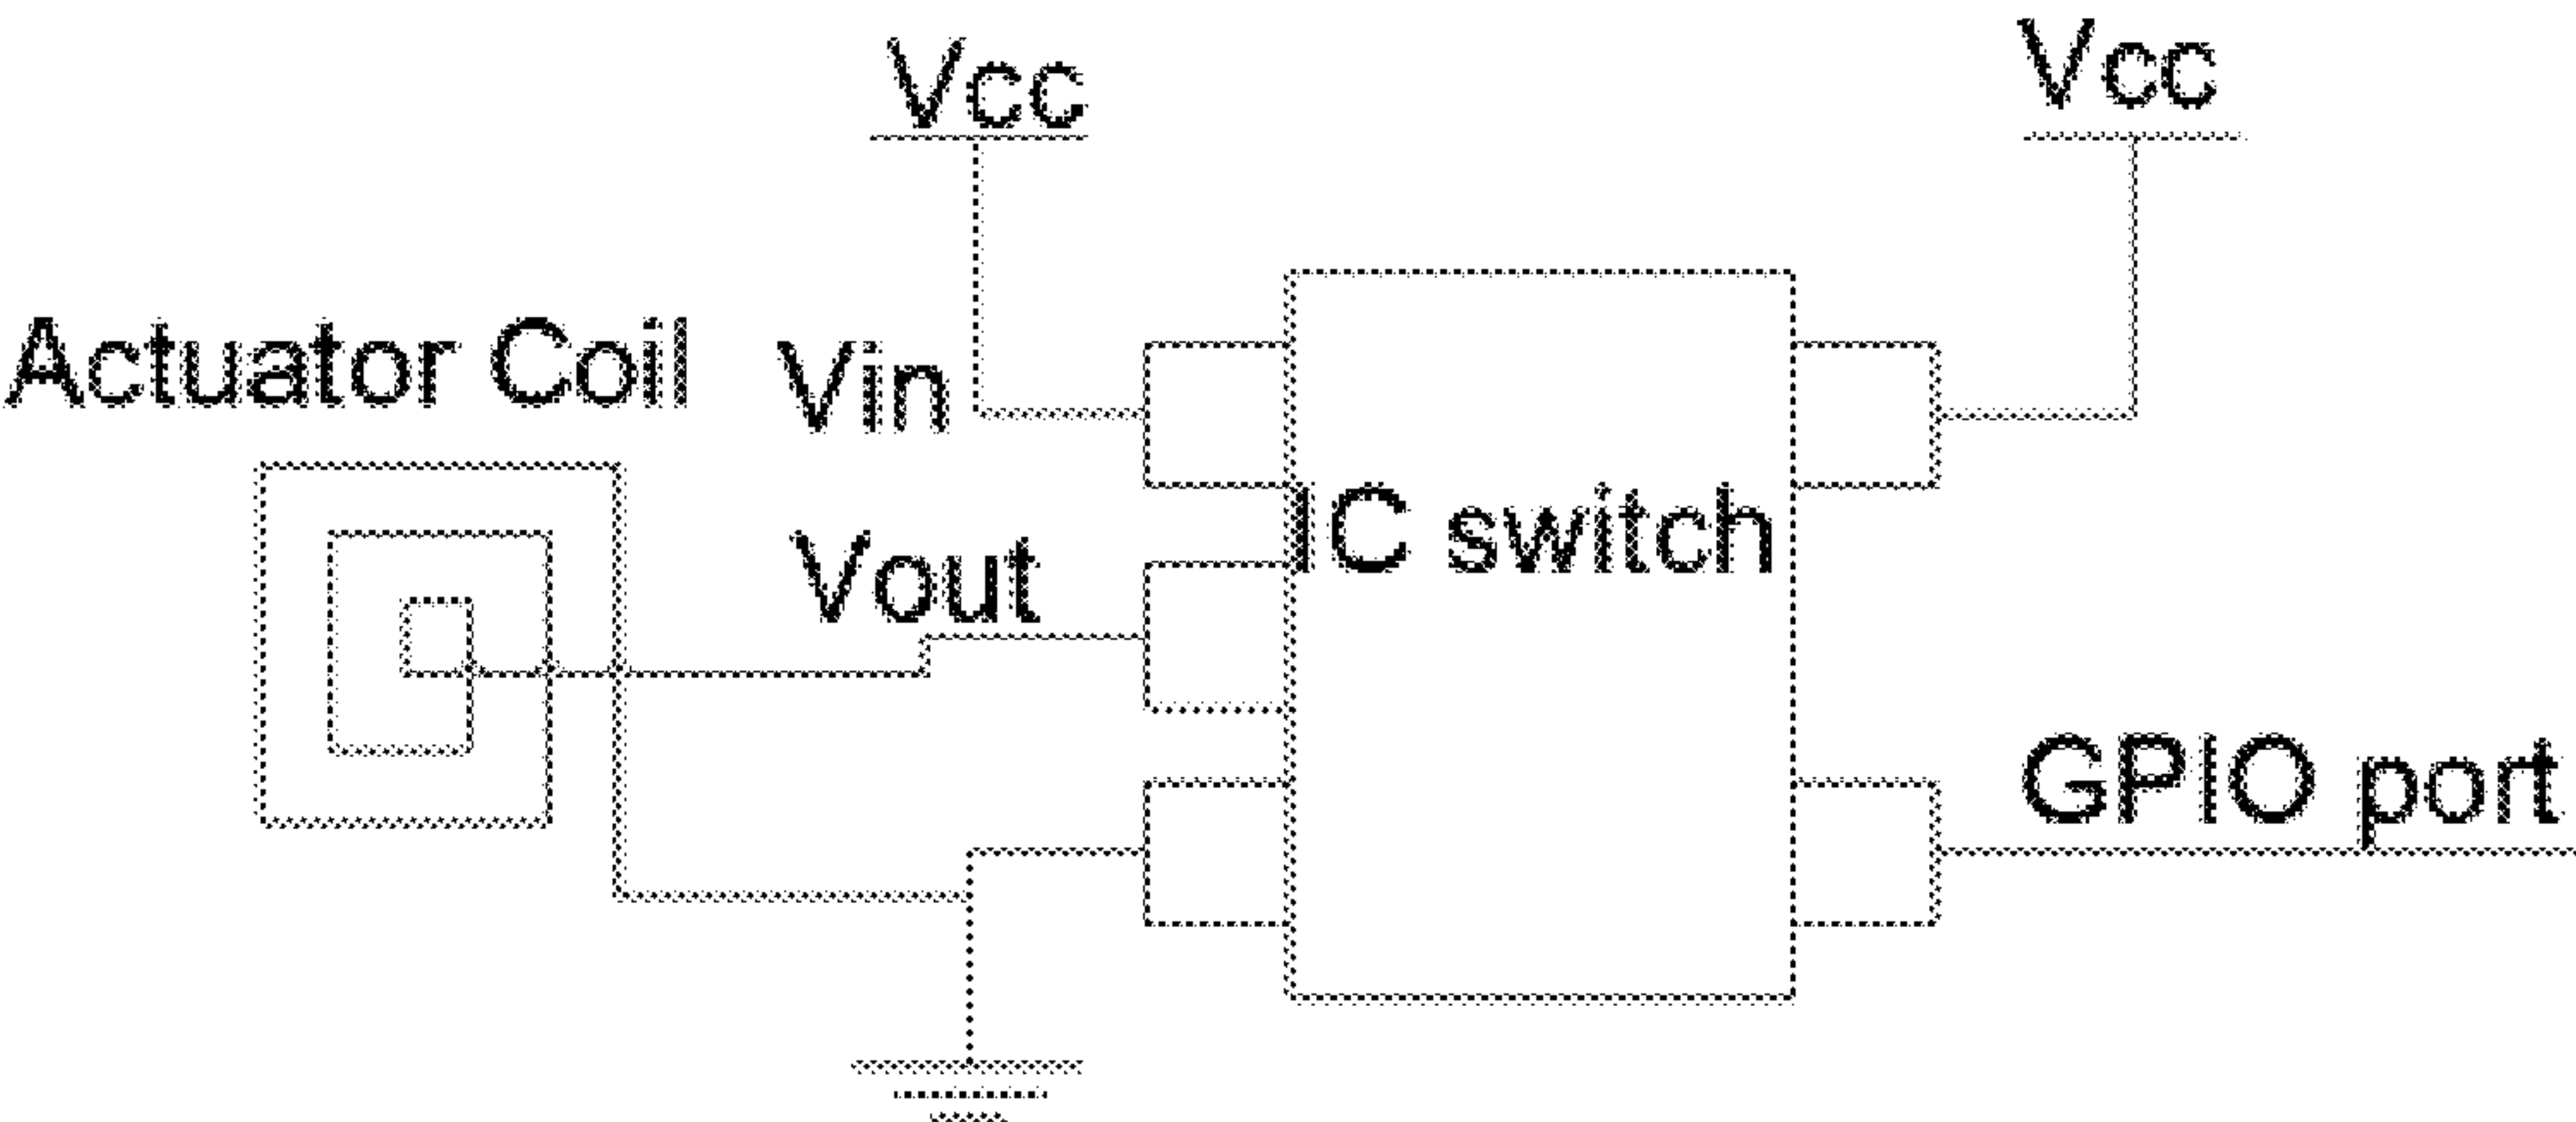 Vcc
Vcc
Actuator Coil
Vin
IC switch
Vout
GPIO port